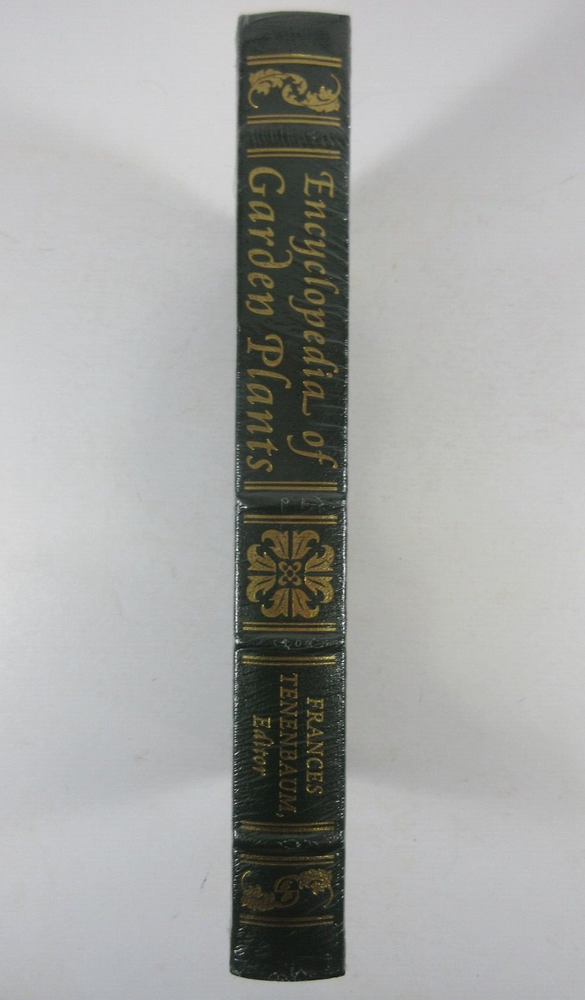 Encyclopedia of
Garden Plants
FRANCES
TENENBAUM,
Editor